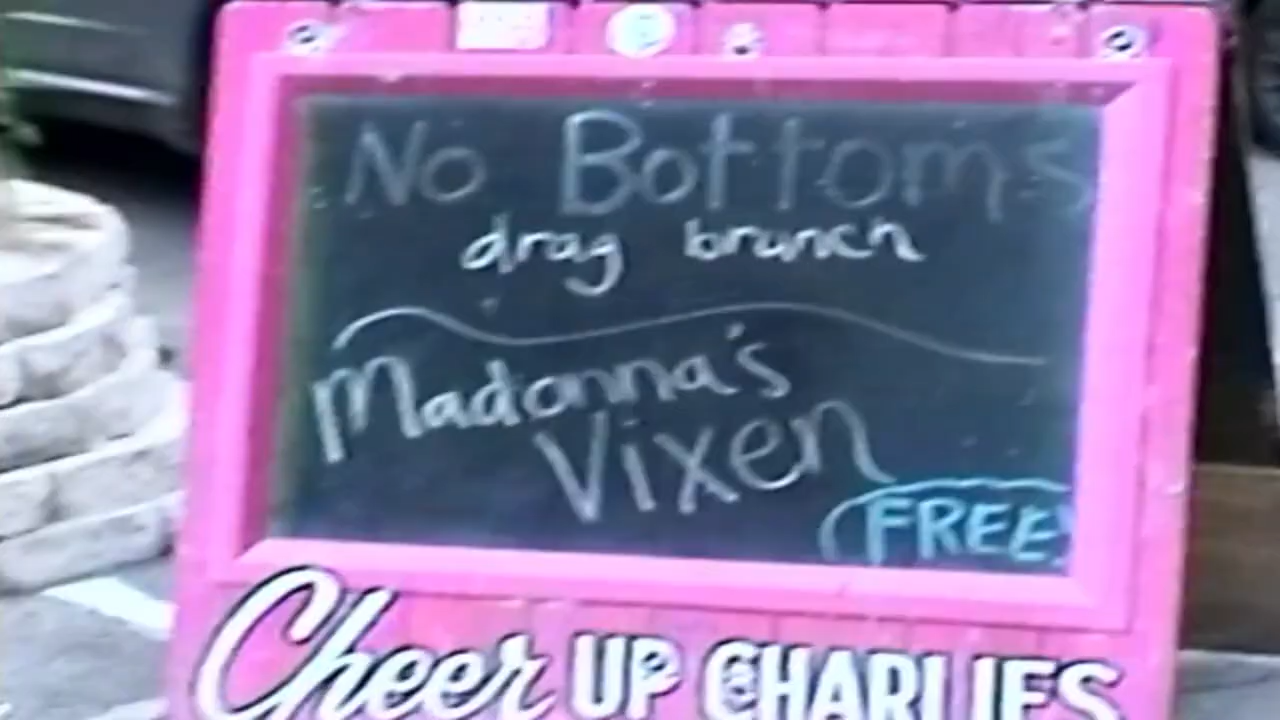 No Bottoms
drag brunch
Madonna's
Vixen
FREE
Cheer UP CHARLIES